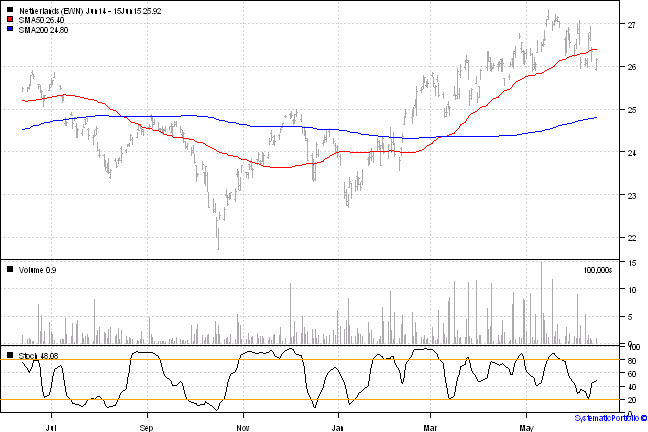 Netherlands (EWN) Jun14 - 15Jun15 25.92
SMA50 26.40
SMA200 24.80
27
26
25
24
23
22
Volume 0.9
100,000s
15
10
5
0
Stoch 48.08
100
80
60
40
20
0
Jul
Sep
Nov
Jan
Mar
May
SystematicPortfolio ©